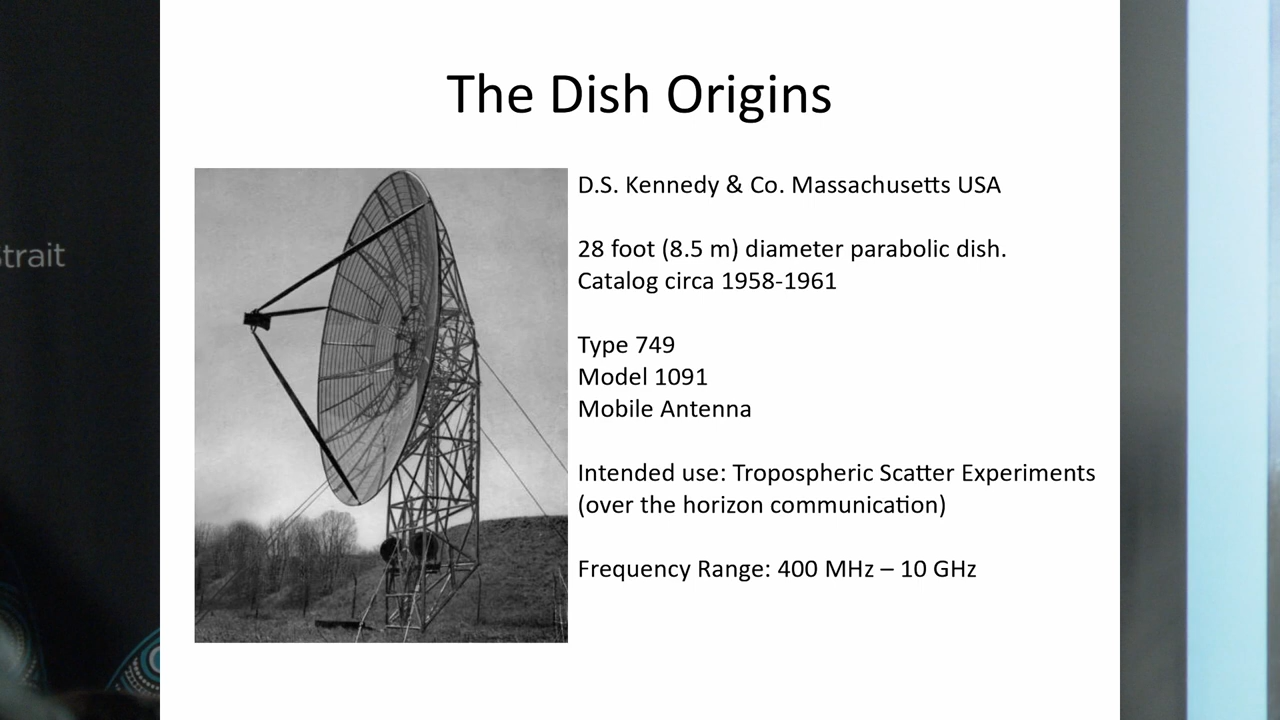 The Dish Origins
D.S. Kennedy & Co. Massachusetts USA
28 foot (8.5 m) diameter parabolic dish.
Catalog circa 1958-1961
Type 749
Model 1091
Mobile Antenna
Intended use: Tropospheric Scatter Experiments
(over the horizon communication)
Frequency Range: 400 MHz – 10 GHz